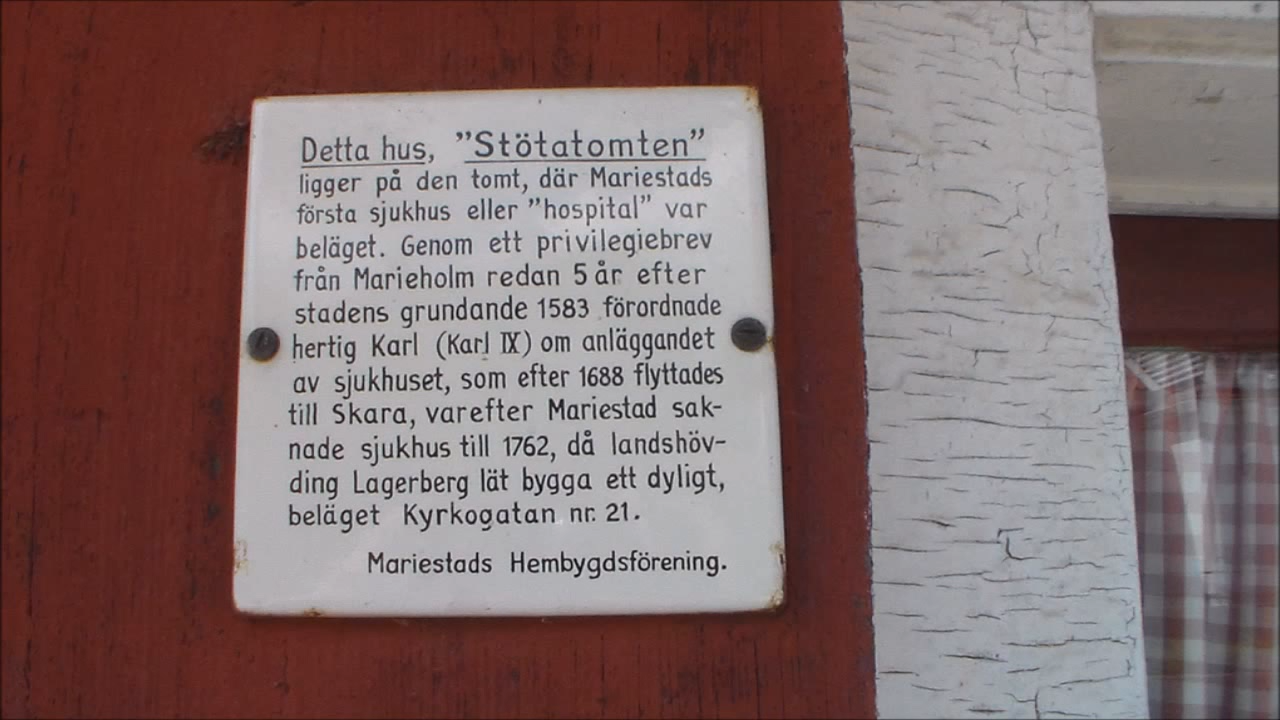 Detta hus, "Stötatomten"
ligger på den tomt, där Mariestads
första sjukhus eller "hospital" var
beläget. Genom ett privilegiebrev
från Marieholm redan 5 år efter
stadens grundande 1583 förordnade
hertig Karl (Karl IX) om anläggandet
av sjukhuset, som efter 1688 flyttades
till Skara, varefter Mariestad sak-
nade sjukhus till 1762, då landshöv-
ding Lagerberg lät bygga ett dyligt,
beläget Kyrkogatan nr. 21.
Mariestads Hembygdsförening.